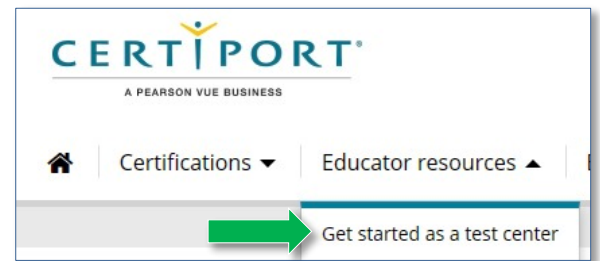 CERTIPORT
A PEARSON VUE BUSINESS
Certifications
Educator resources
Get started as a test center